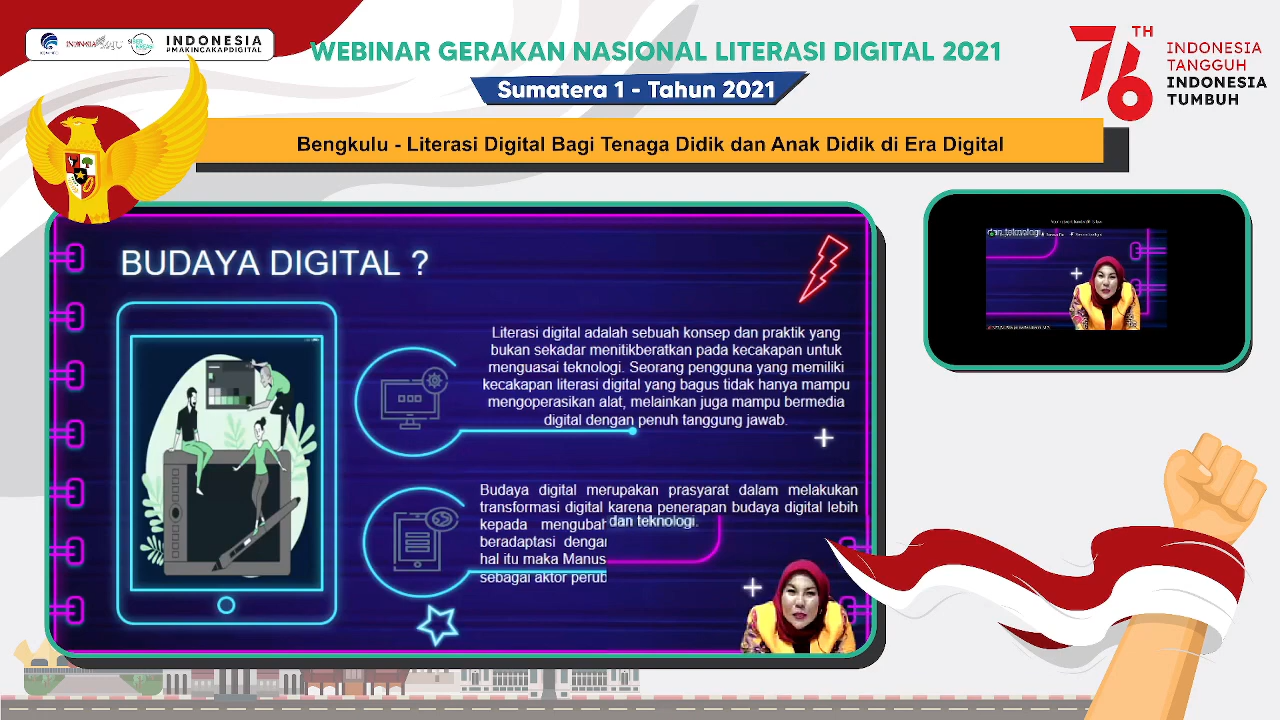 INDONESIA
#MAKINCAKAPDIGITAL
WEBINAR GERAKAN NASIONAL LITERASI DIGITAL 2021
Sumatera 1 - Tahun 2021
76 TH
INDONESIA
TANGGUH
INDONESIA
TUMBUH
Bengkulu - Literasi Digital Bagi Tenaga Didik dan Anak Didik di Era Digital
BUDAYA DIGITAL ?
Literasi digital adalah sebuah konsep dan praktik yang
bukan sekadar menitikberatkan pada kecakapan untuk
menguasai teknologi. Seorang pengguna yang memiliki
kecakapan literasi digital yang bagus tidak hanya mampu
mengoperasikan alat, melainkan juga mampu bermedia
digital dengan penuh tanggung jawab.
Budaya digital merupakan prasyarat dalam melakukan
transformasi digital karena penerapan budaya digital lebih
kepada mengubah dan teknologi.
beradaptasi dengan
hal itu maka Manus
sebagai aktor perub
dan teknologi.